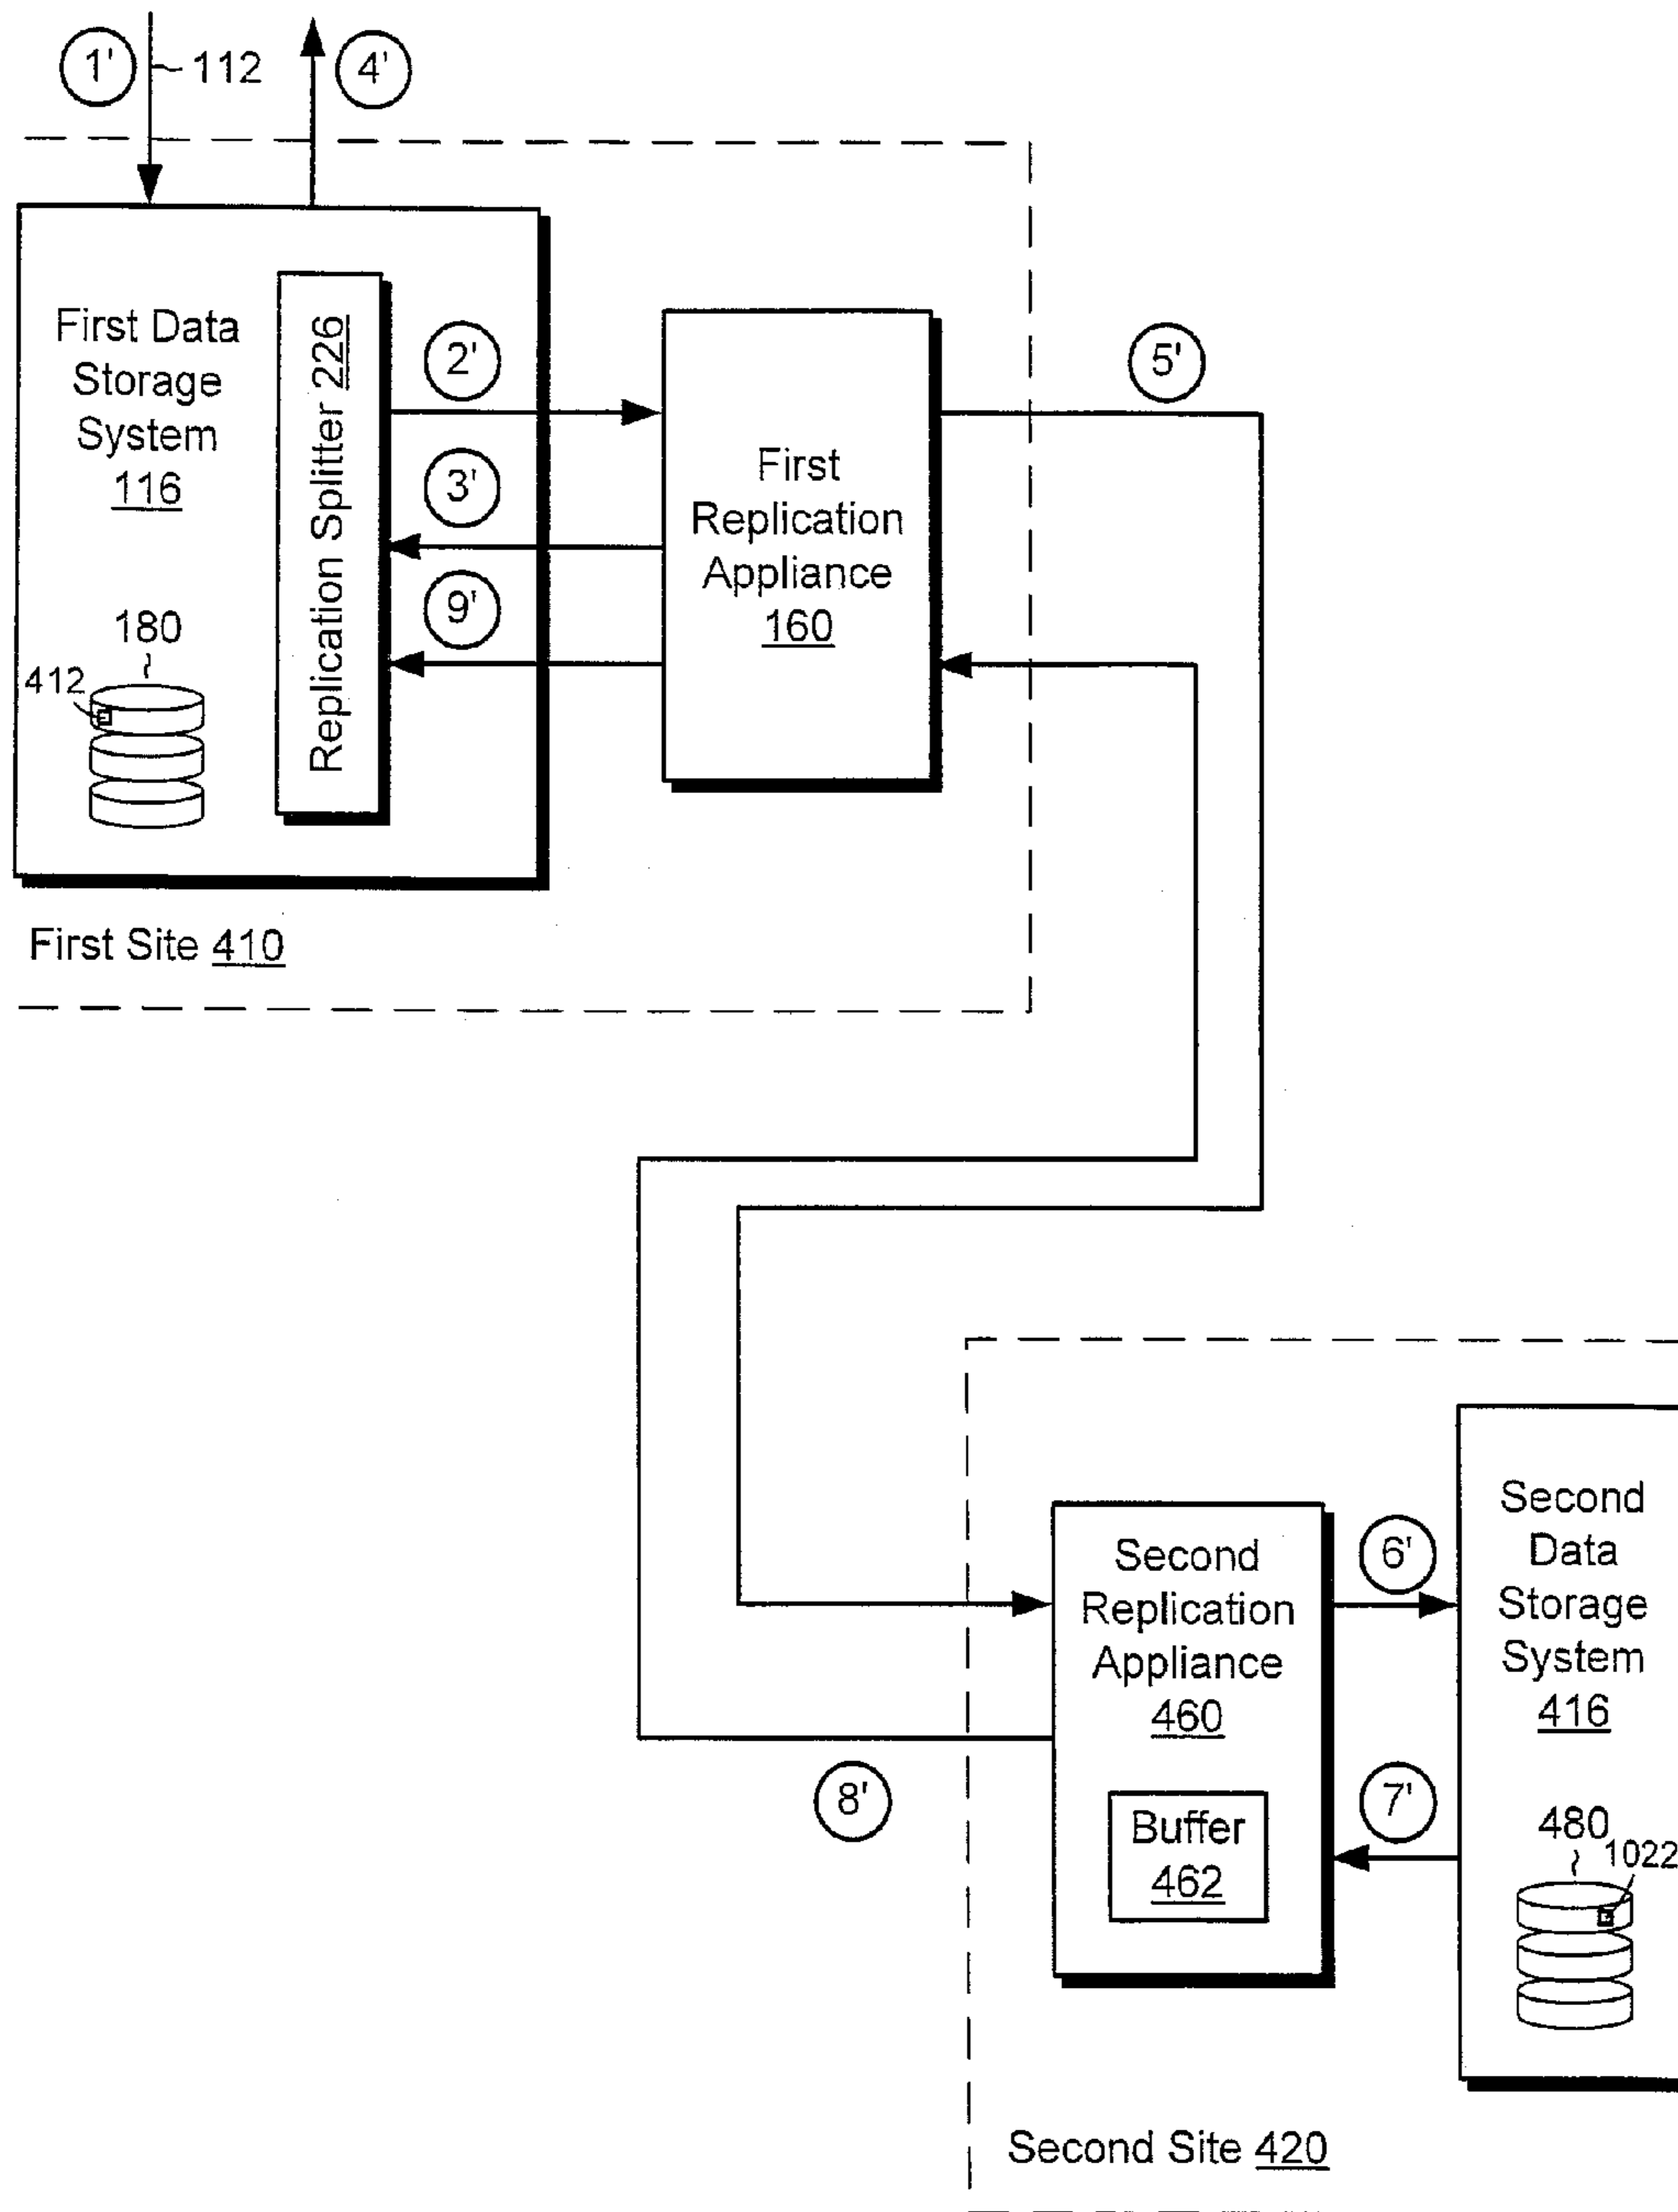 1'
112
4'
First Data
Storage
System
116
Replication Splitter 226
2'
3'
9'
180
412
First
Replication
Appliance
160
5'
First Site 410
Second
Replication
Appliance
460
Buffer
462
6'
7'
8'
Second
Data
Storage
System
416
480
1022
Second Site 420